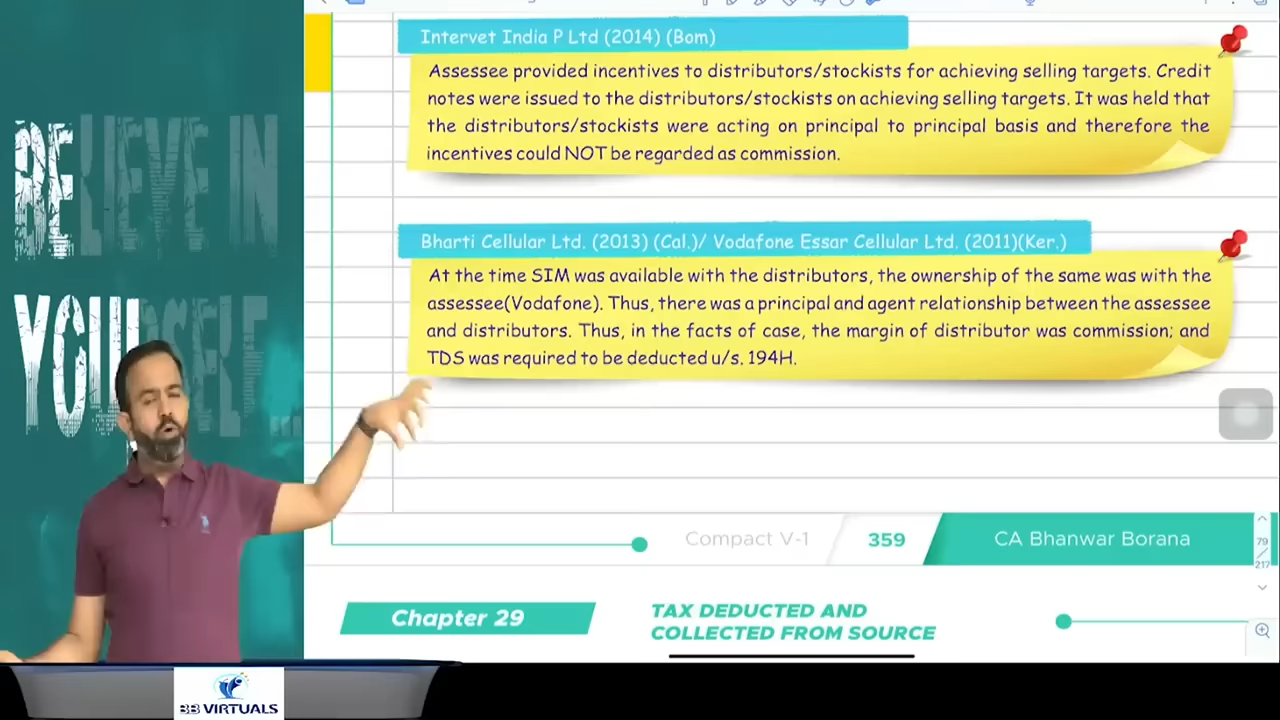 BELIEVE IN
YOURSELF...
Intervet India P Ltd (2014) (Bom)
Assessee provided incentives to distributors/stockists for achieving selling targets. Credit
notes were issued to the distributors/stockists on achieving selling targets. It was held that
the distributors/stockists were acting on principal to principal basis and therefore the
incentives could NOT be regarded as commission.
Bharti Cellular Ltd. (2013) (Cal.)/ Vodafone Essar Cellular Ltd. (2011)(Ker.)
At the time SIM was available with the distributors, the ownership of the same was with the
assessee(Vodafone). Thus, there was a principal and agent relationship between the assessee
and distributors. Thus, in the facts of case, the margin of distributor was commission; and
TDS was required to be deducted u/s. 194H.
Compact V-1
359
CA Bhanwar Borana
79
217
Chapter 29
TAX DEDUCTED AND
COLLECTED FROM SOURCE
BB VIRTUALS